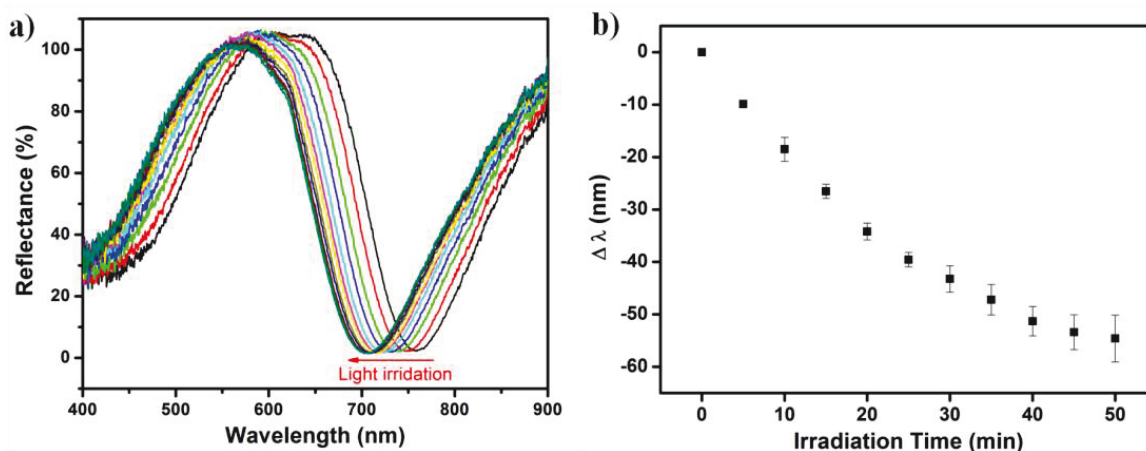 a)
Reflectance (%)
100
80
60
40
20
0
Light irridation
400 500 600 700 800 900
Wavelength (nm)
b)
Δ λ (nm)
0
-10
-20
-30
-40
-50
-60
0 10 20 30 40 50
Irradiation Time (min)